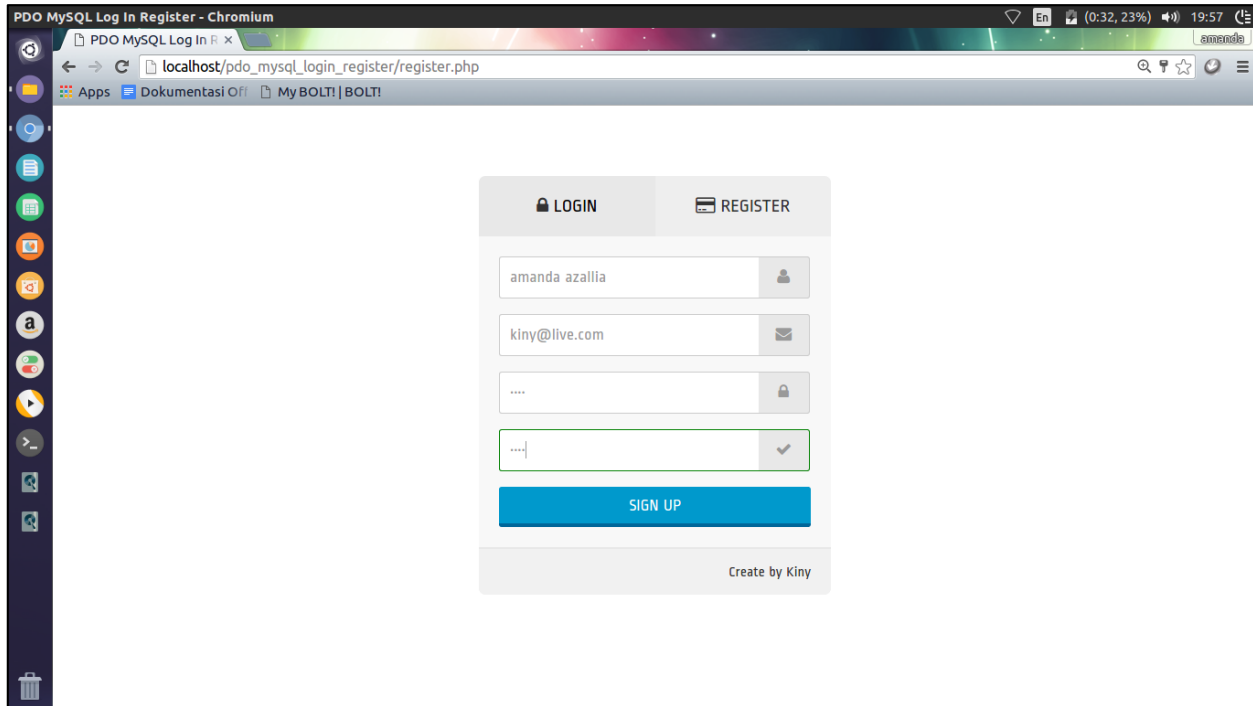 PDO MySQL Log In Register - Chromium
En (0:32, 23%) 19:57
PDO MySQL Log In R
amanda
localhost/pdo_mysql_login_register/register.php
Apps Dokumentasi Off My BOLT! | BOLT!
LOGIN REGISTER
amanda azallia
kiny@live.com
····
····
SIGN UP
Create by Kiny